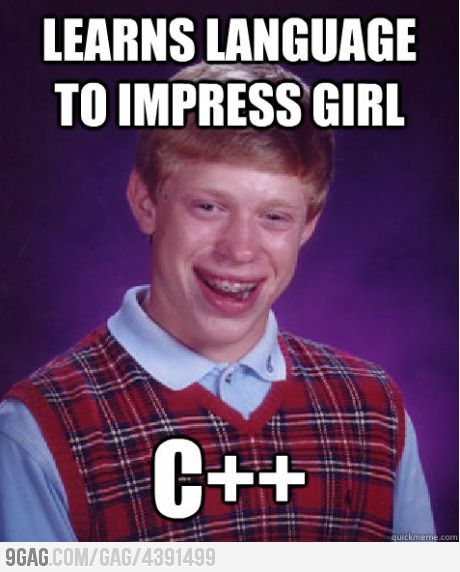 LEARNS LANGUAGE
TO IMPRESS GIRL
C++
quickmeme.com
9GAG.COM/GAG/4391499